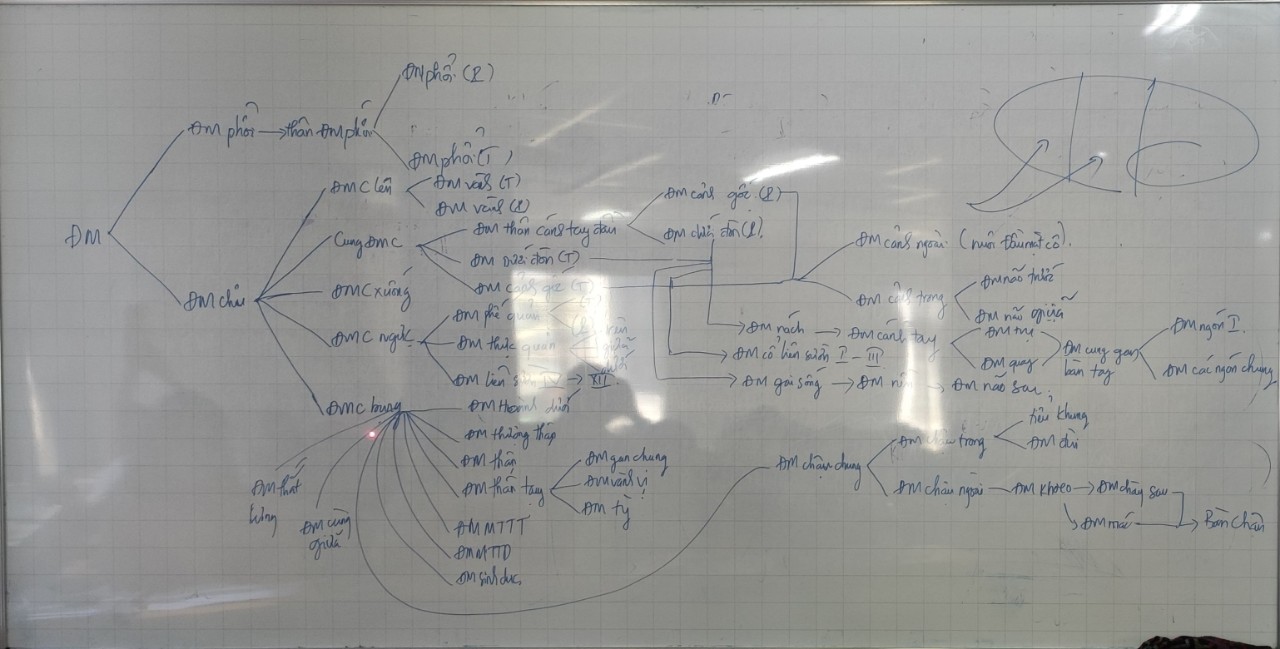 ĐM phổi (P)
ĐM phổi → thân ĐM phổi
ĐM phổi (T)
ĐM
ĐM chủ
ĐMC lên
ĐM vành (T)
ĐM vành (P)
Cung ĐMC
ĐM thân cánh tay đầu
ĐM cảnh gốc (P)
ĐM dưới đòn (P)
ĐM dưới đòn (T)
ĐM cảnh gốc (T)
ĐM cảnh ngoài (nuôi đầu mặt cổ).
ĐM cảnh trong
ĐM não trước
ĐM não giữa
ĐMC xuống
ĐMC ngực
ĐM phế quản
(T)
ĐM thực quản
trên
giữa
dưới
ĐM liên sườn
→ XII
ĐM nách → ĐM cánh tay
ĐM trụ
ĐM quay
ĐM cung gan
bàn tay
ĐM ngón I.
ĐM các ngón chung
ĐM cổ liên sườn I - III
ĐM gai sống → ĐM nền → ĐM não sau
ĐMC bụng
ĐM Hoành dưới
ĐM thượng thận
ĐM thận
ĐM thân tạng
ĐM gan chung
ĐM vành vị
ĐM tỳ
ĐM MTTT
ĐM MTTD
ĐM sinh dục
ĐM thắt
lưng
ĐM cùng
giữa
ĐM chậu chung
ĐM chậu trong
tiểu khung
ĐM đùi
ĐM chậu ngoài → ĐM kheo → ĐM chày sau
ĐM mác → Bàn chân